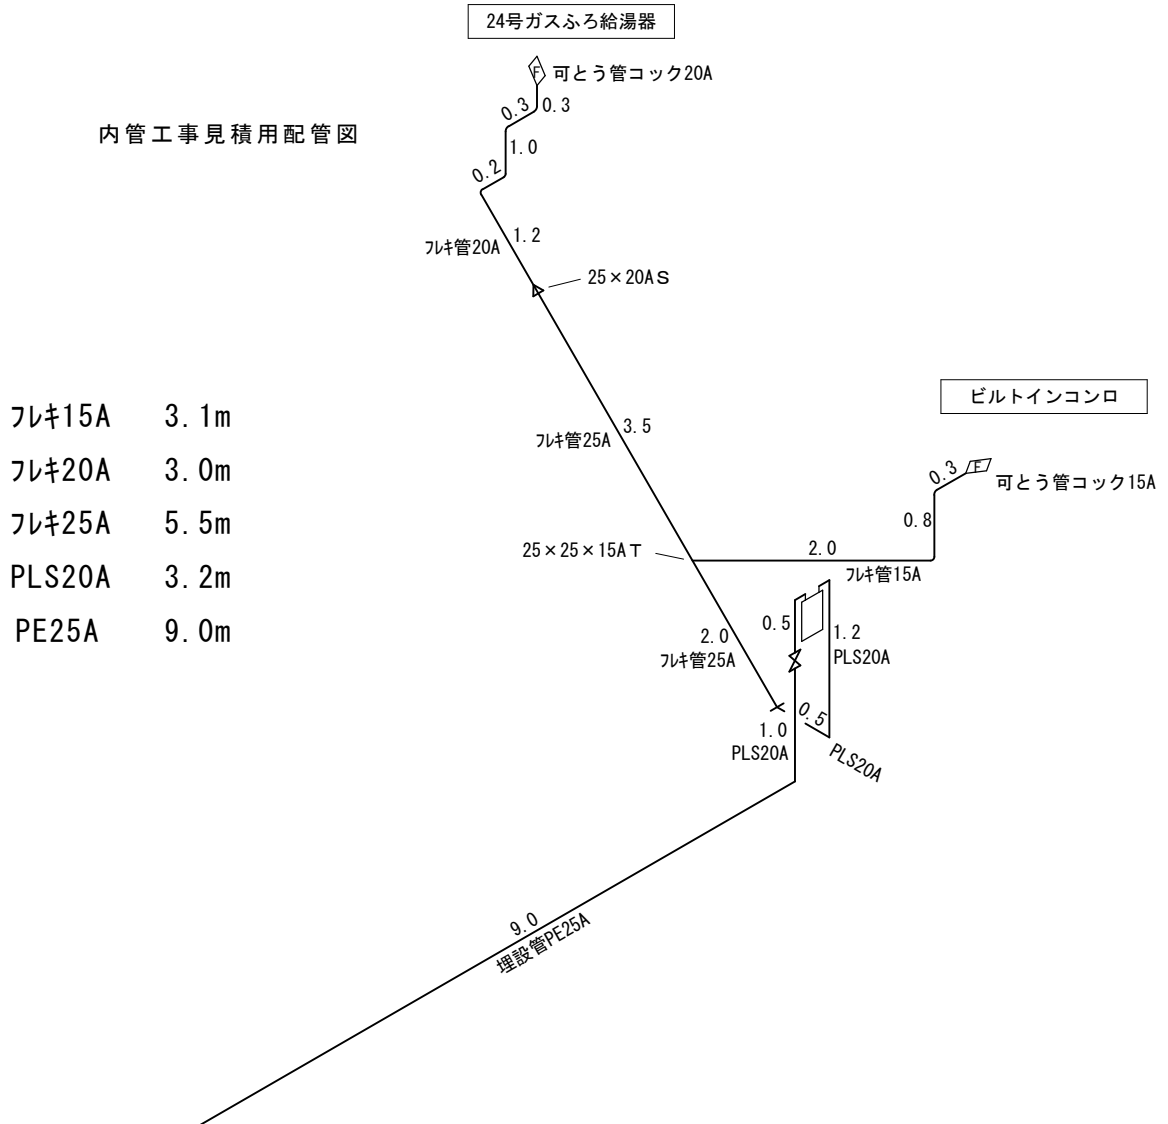 24号ガスふろ給湯器
可とう管コック20A
F
0.3
0.3
内管工事見積用配管図
1.0
0.2
1.2
ﾌﾚｷ管20A
25×20AS
ビルトインコンロ
ﾌﾚｷ15A 3.1m
3.5
ﾌﾚｷ管25A
F
0.3
可とう管コック15A
ﾌﾚｷ20A 3.0m
0.8
ﾌﾚｷ25A 5.5m
25×25×15AT
2.0
ﾌﾚｷ管15A
PLS20A 3.2m
PE25A 9.0m
0.5
1.2
PLS20A
2.0
ﾌﾚｷ管25A
0.5
PLS20A
1.0
PLS20A
9.0
埋設管PE25A